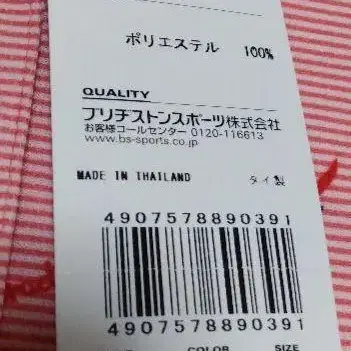 ポリエステル 100%
QUALITY
ブリヂストンスポーツ株式会社
お客様コールセンター 0120-116613
www.bs-sports.co.jp
MADE IN THAILAND タイ製
4907578890391
4907578890391
COLOR SIZE